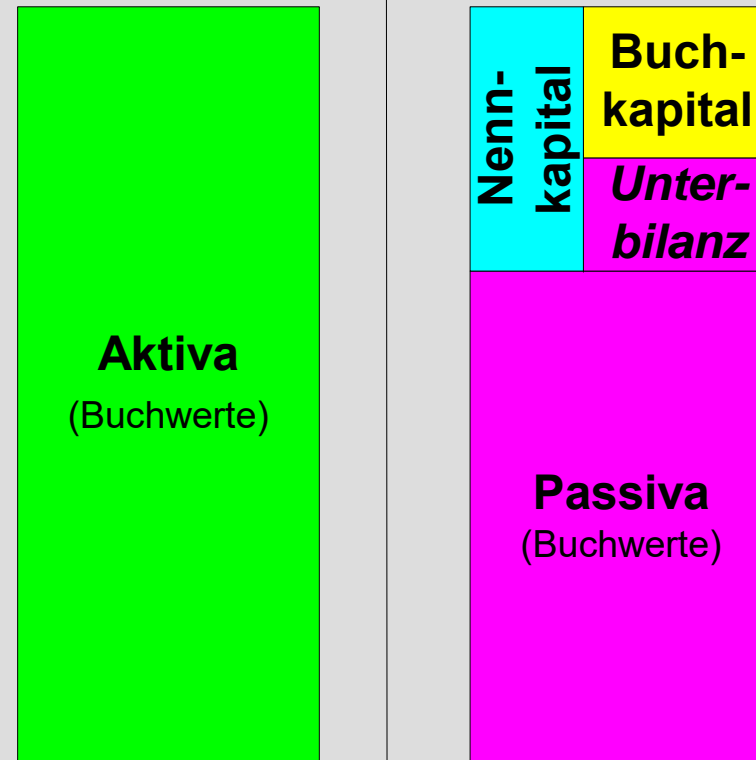 Aktiva
(Buchwerte)
Nenn-
kapital
Buch-
kapital
Unter-
bilanz
Passiva
(Buchwerte)